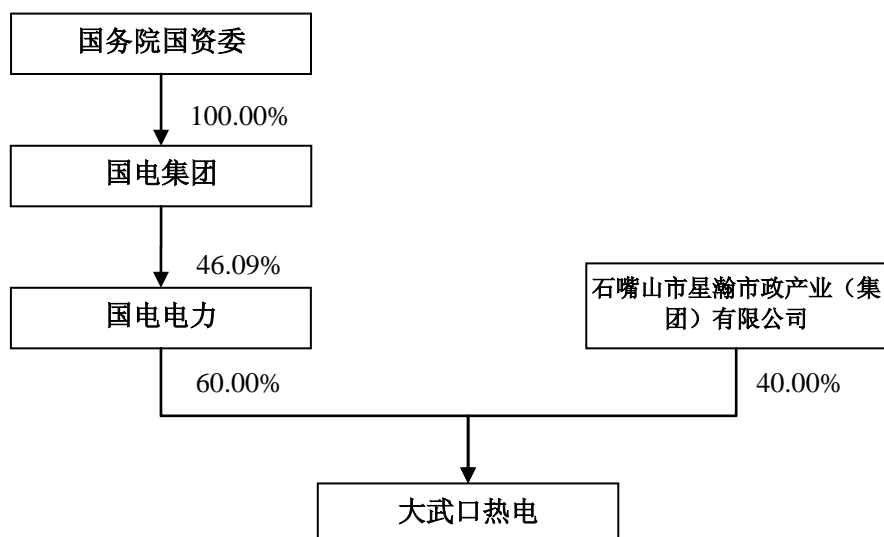 国务院国资委
100.00%
国电集团
46.09%
国电电力
石嘴山市星瀚市政产业（集
团）有限公司
60.00%
40.00%
大武口热电